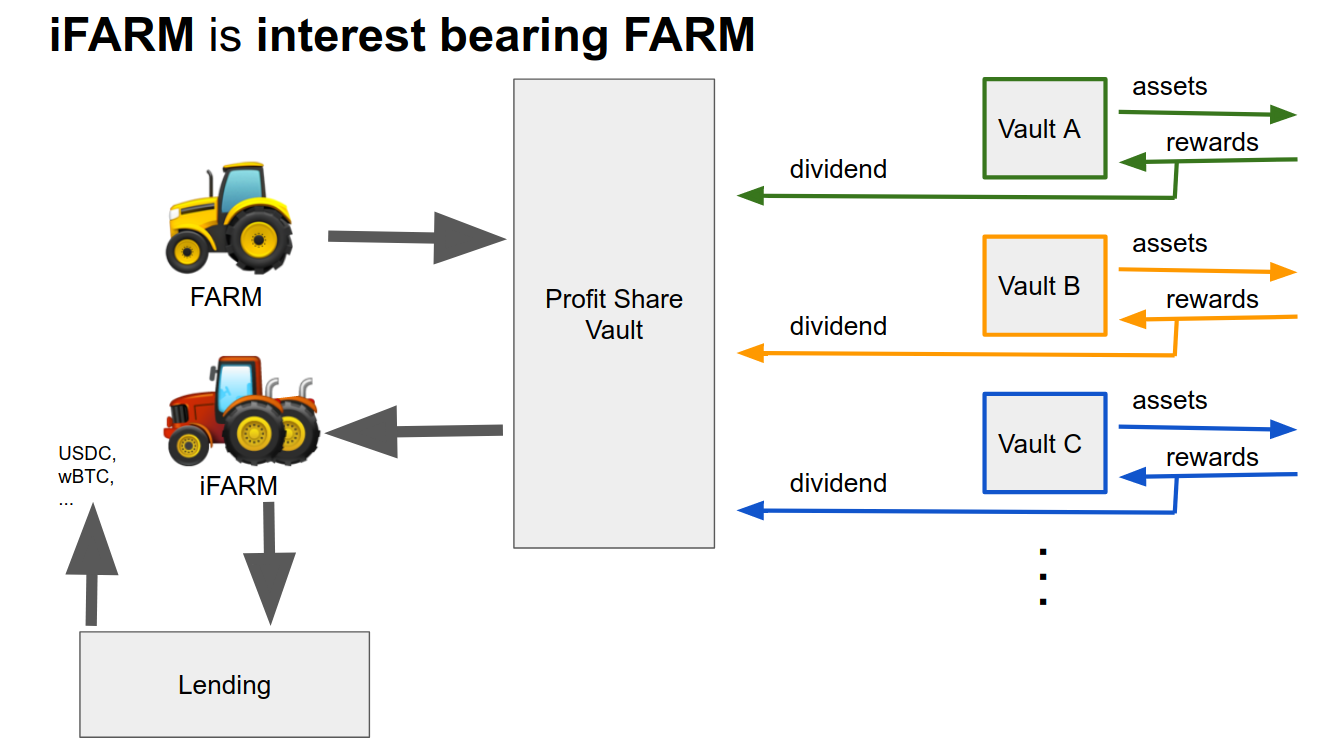 iFARM is interest bearing FARM
FARM
iFARM
USDC,
wBTC,
...
Lending
Profit Share
Vault
Vault A
assets
rewards
dividend
Vault B
assets
rewards
dividend
Vault C
assets
rewards
dividend